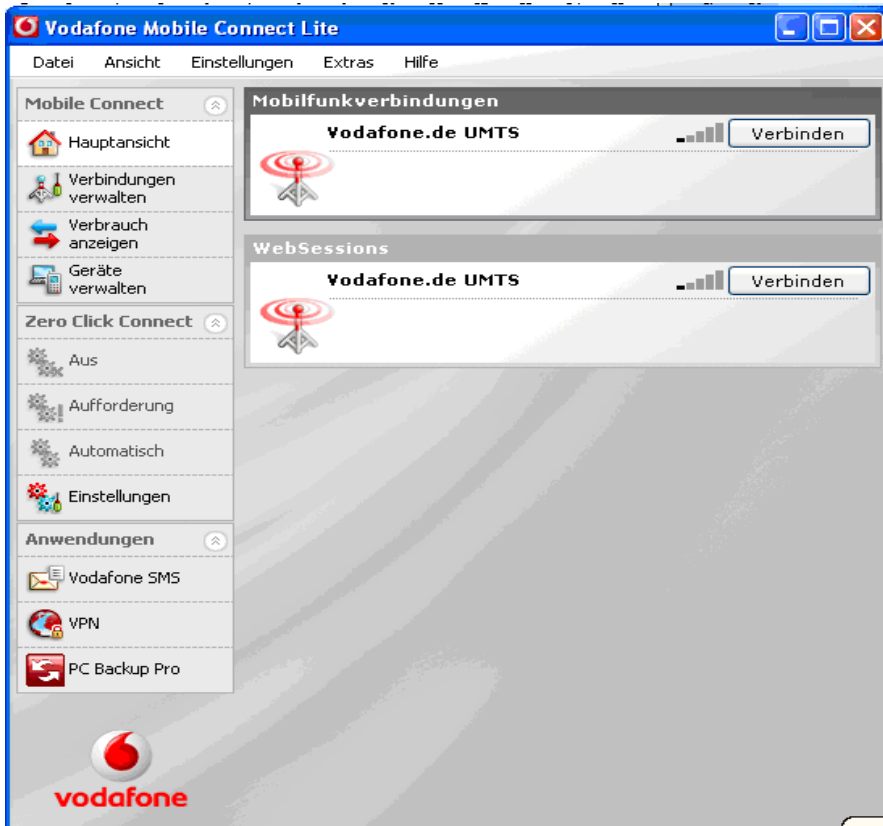 Vodafone Mobile Connect Lite
Datei Ansicht Einstellungen Extras Hilfe
Mobile Connect
Hauptansicht
Verbindungen
verwalten
Verbrauch
anzeigen
Geräte
verwalten
Zero Click Connect
Aus
Aufforderung
Automatisch
Einstellungen
Anwendungen
Vodafone SMS
VPN
PC Backup Pro
vodafone
Mobilfunkverbindungen
Vodafone.de UMTS
Verbinden
WebSessions
Vodafone.de UMTS
Verbinden